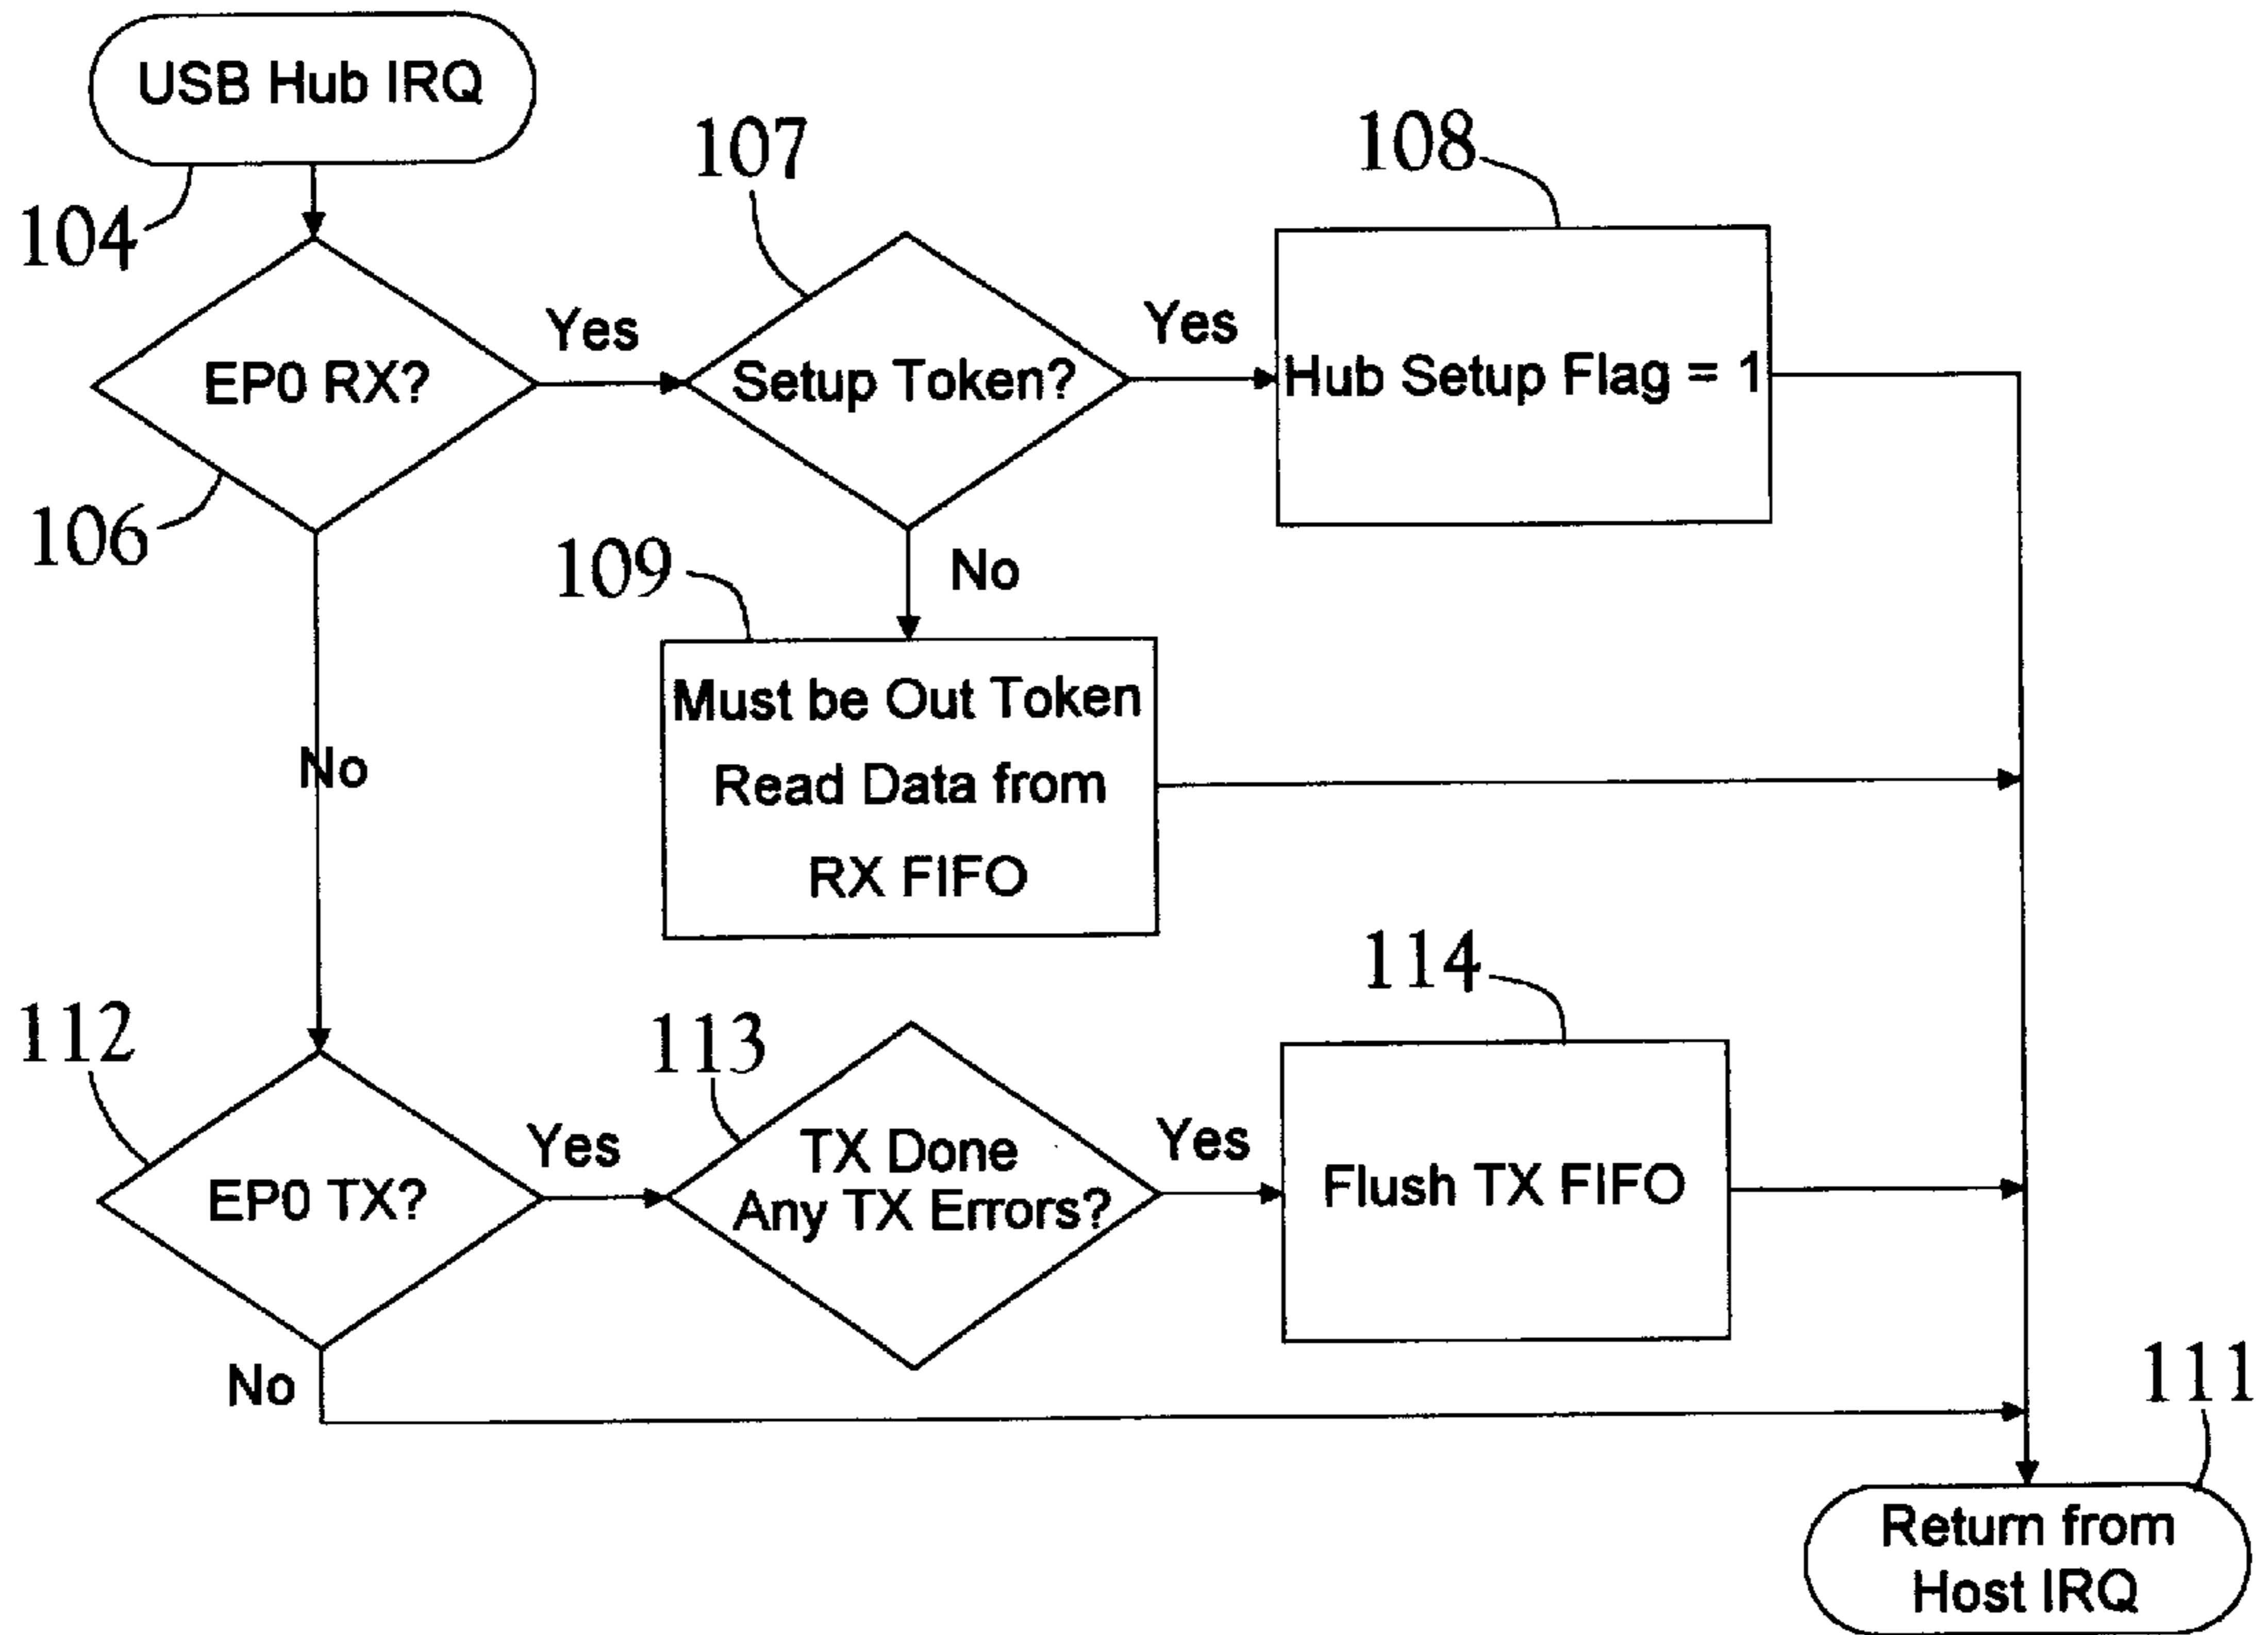 USB Hub IRQ
104
107
108
EP0 RX?
Yes
Setup Token?
Yes
Hub Setup Flag = 1
106
No
109
No
Must be Out Token
Read Data from
RX FIFO
112
113
114
EP0 TX?
Yes
TX Done
Any TX Errors?
Yes
Flush TX FIFO
No
111
Return from
Host IRQ